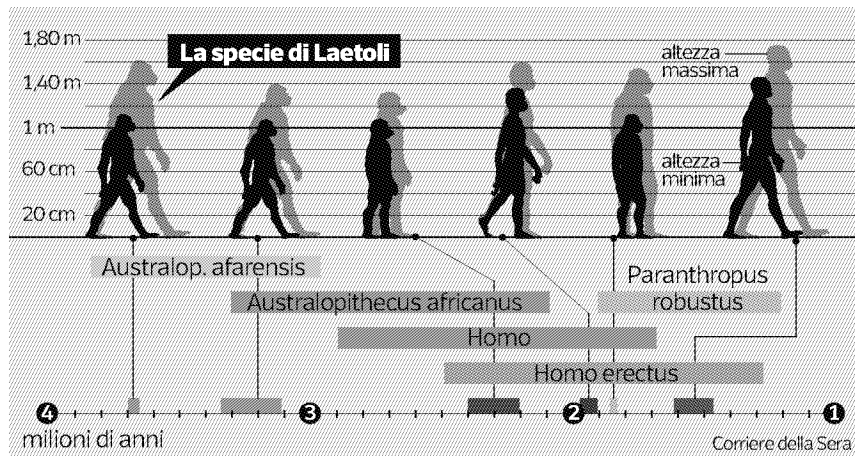 1,80 m
La specie di Laetoli
altezza
massima
1,40 m
1 m
60 cm
altezza
minima
20 cm
Australop. afarensis
Paranthropus
robustus
Australopithecus africanus
Homo
Homo erectus
4
3
2
1
milioni di anni
Corriere della Sera